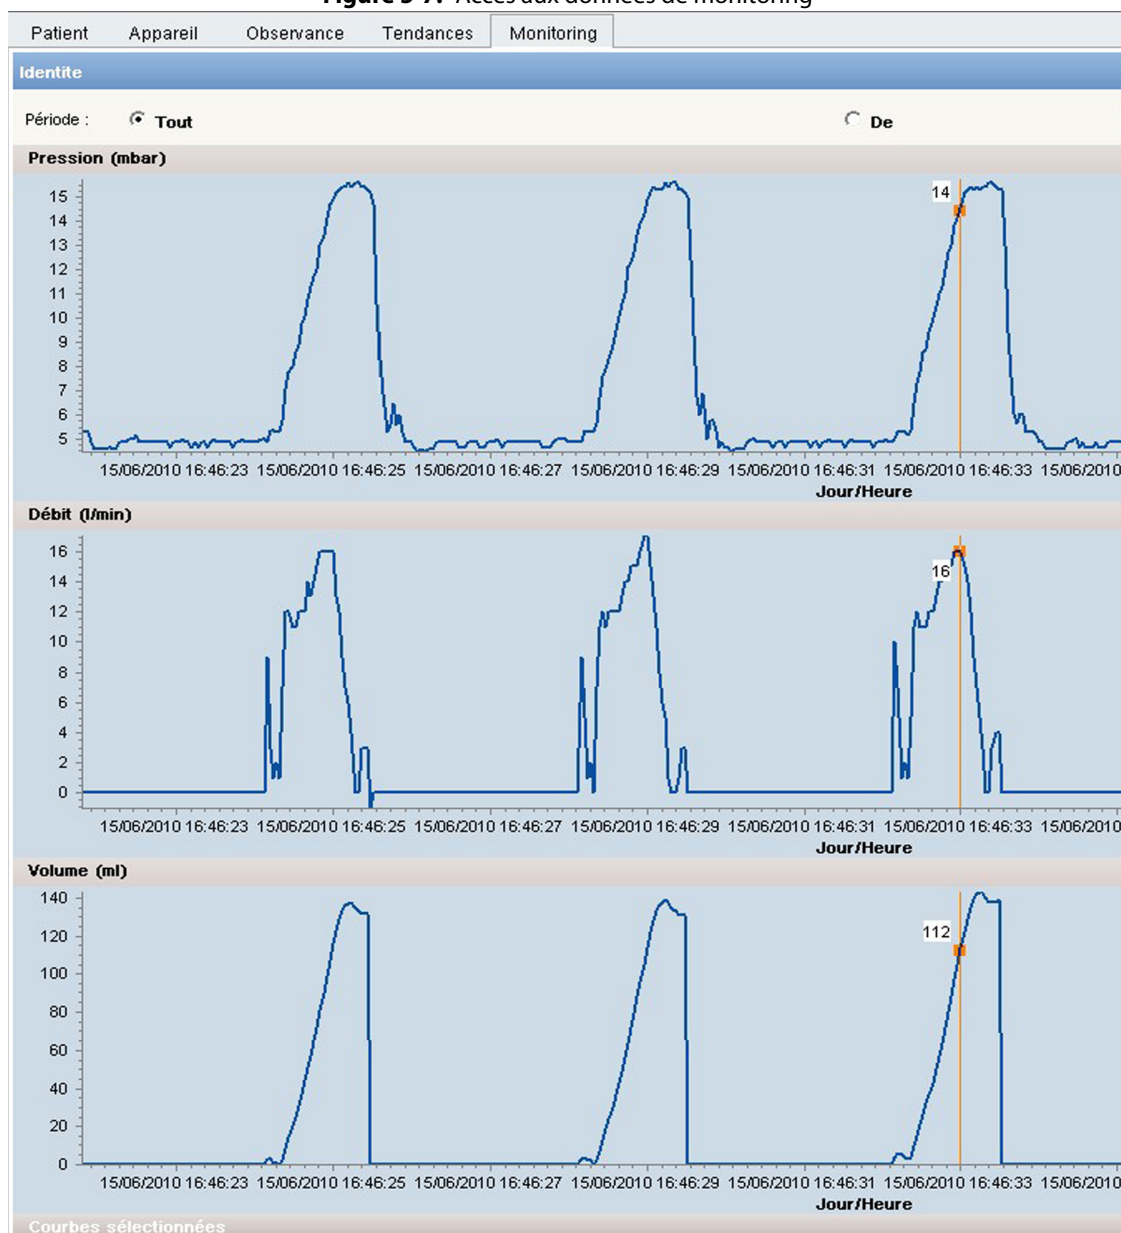 Figure 5-7. Accès aux données de monitoring
Patient Appareil Observance Tendances Monitoring
Identite
Période : Tout De
Pression (mbar)
15
14
14
13
12
11
10
9
8
7
6
5
15/06/2010 16:46:23 15/06/2010 16:46:25 15/06/2010 16:46:27 15/06/2010 16:46:29 15/06/2010 16:46:31 15/06/2010 16:46:33 15/06/2010
Jour/Heure
Débit (l/min)
16
16
14
12
10
8
6
4
2
0
15/06/2010 16:46:23 15/06/2010 16:46:25 15/06/2010 16:46:27 15/06/2010 16:46:29 15/06/2010 16:46:31 15/06/2010 16:46:33 15/06/2010
Jour/Heure
Volume (ml)
140
112
120
100
80
60
40
20
0
15/06/2010 16:46:23 15/06/2010 16:46:25 15/06/2010 16:46:27 15/06/2010 16:46:29 15/06/2010 16:46:31 15/06/2010 16:46:33 15/06/2010
Jour/Heure
Courbes sélectionnées